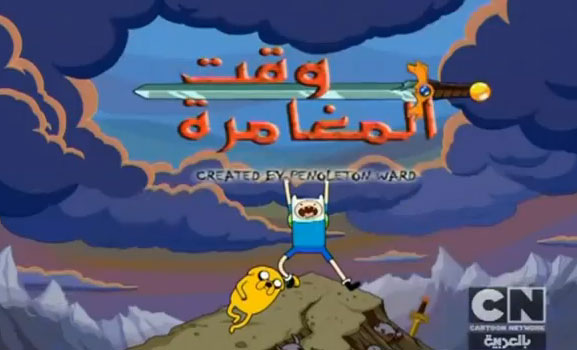 وقت
المغامرة
CREATED BY PENDLETON WARD
CN
CARTOON NETWORK
بالعربية